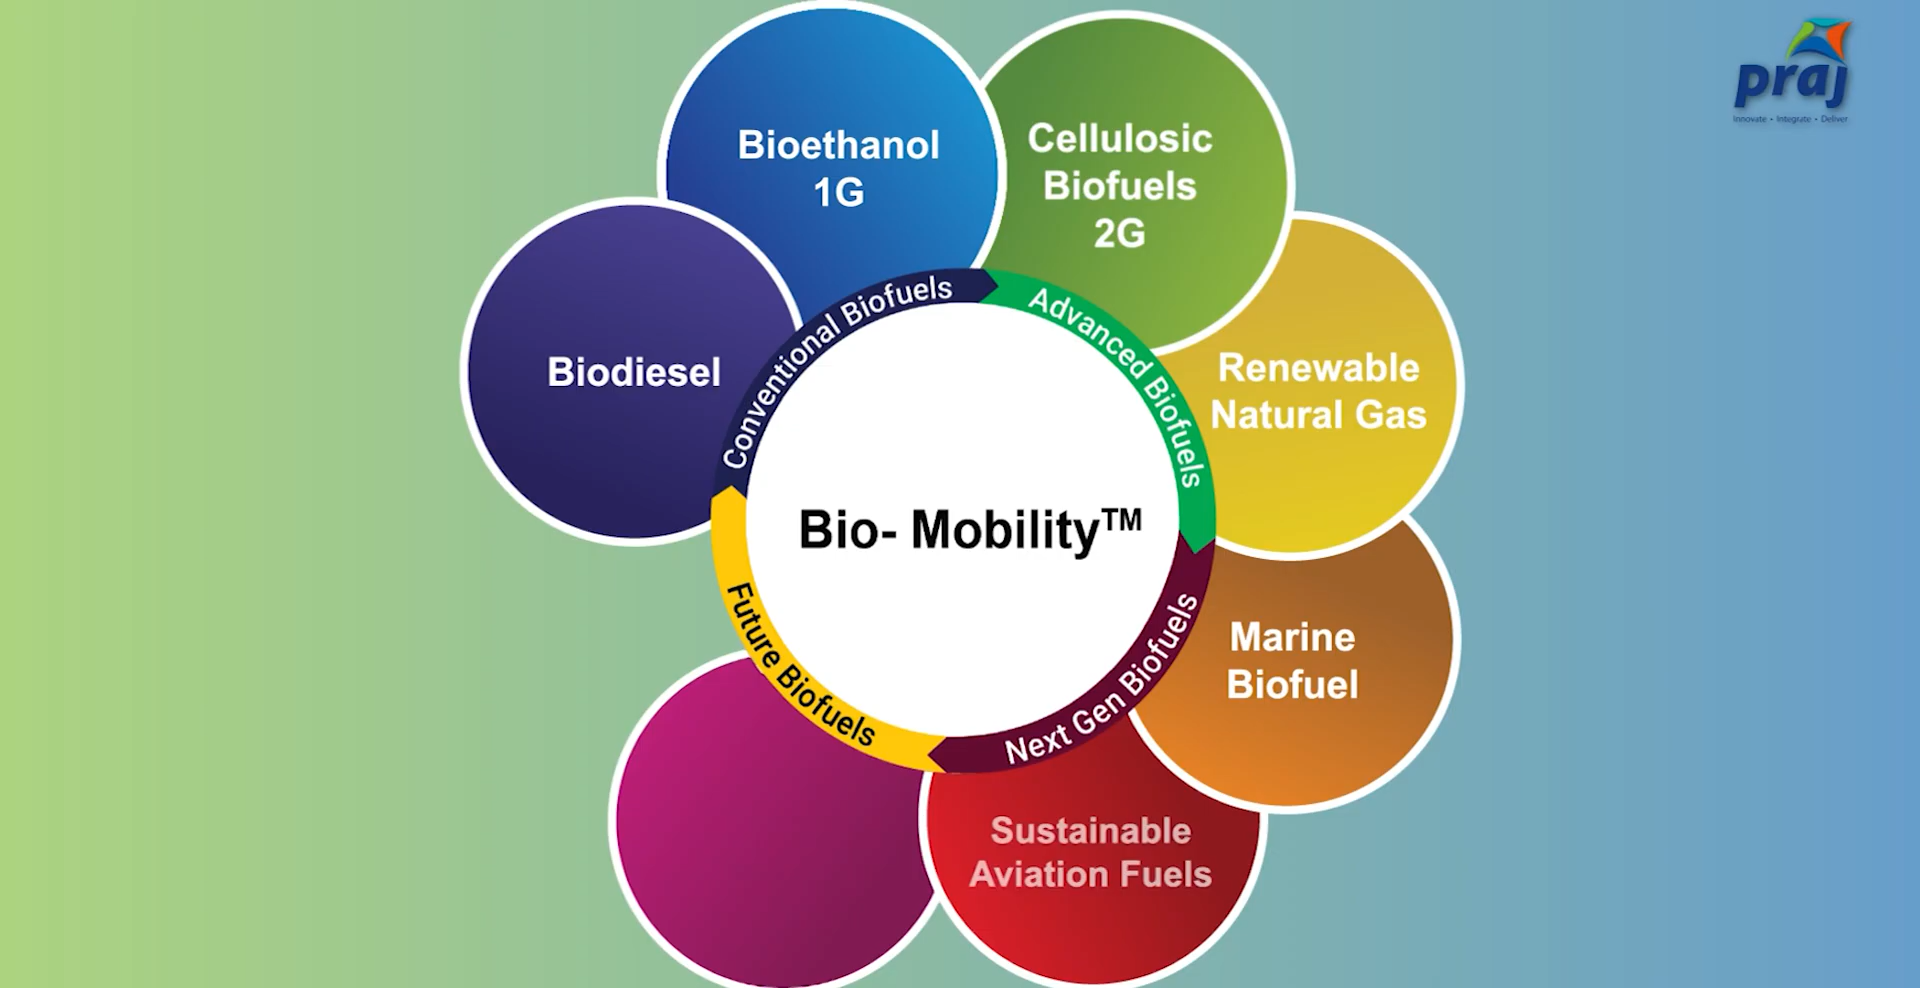 praj
Innovate • Integrate • Deliver
Bioethanol
1G
Cellulosic
Biofuels
2G
Biodiesel
Renewable
Natural Gas
Marine
Biofuel
Sustainable
Aviation Fuels
Conventional Biofuels
Advanced Biofuels
Next Gen Biofuels
Future Biofuels
Bio- Mobility™